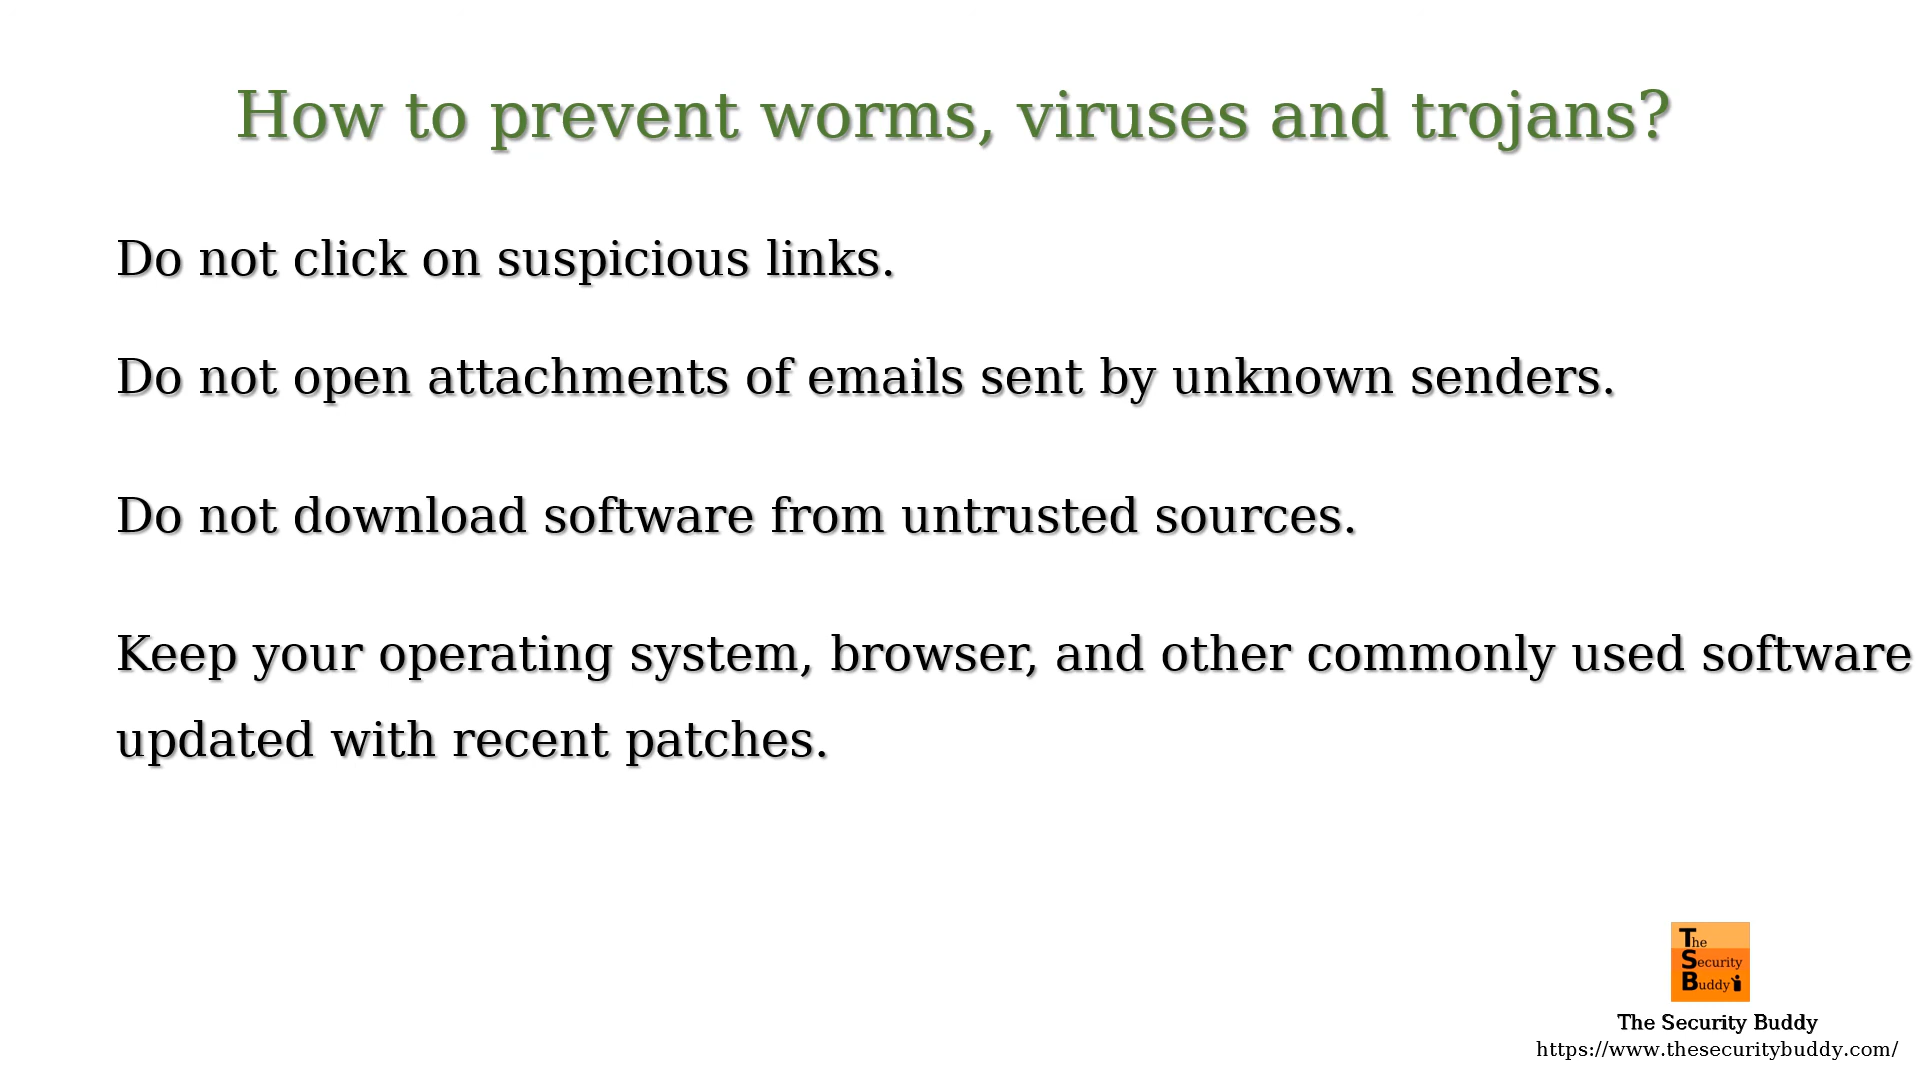 How to prevent worms, viruses and trojans?
Do not click on suspicious links.
Do not open attachments of emails sent by unknown senders.
Do not download software from untrusted sources.
Keep your operating system, browser, and other commonly used software
updated with recent patches.
The
Security
Buddy
The Security Buddy
https://www.thesecuritybuddy.com/